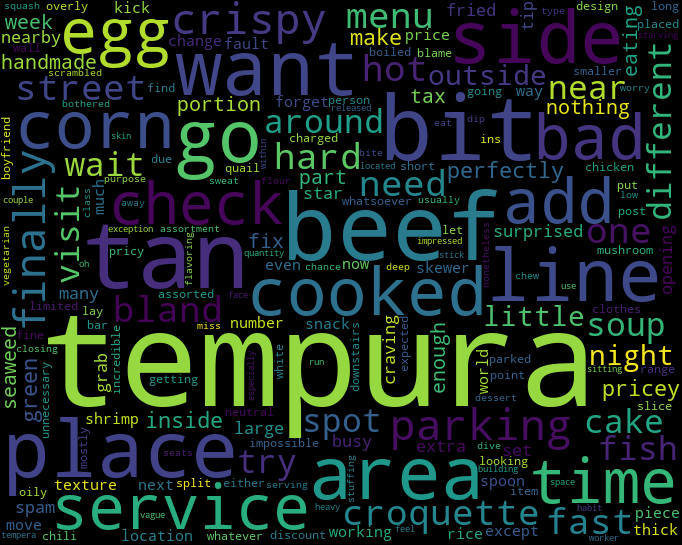 squash overly kick
egg
crispy
menu
fried
tip
design
long
week
nearby
handmade
change
fault
want
make
price
placed
eating
side
type
starving
wall
scrambled
street
boiled
blame
smaller
hot
outside
near
way
different
bothered
find
portion
forget
person
going
worry
boyfriend
corn
go
around
tax
nothing
released
finally
wait
due
hard
charged
bit
eat
dip
ins
bad
skin
quail
part
bite
within
located
short
perfectly
chicken
couple
visit
much
purpose
check
sweat
flour
star
need
usually
add
put
low
class
away
whatsoever
let
post
one
vegetarian
exception
assortment
fix
beef
impressed
surprised
opening
oh
pricy
flavoring
quantity
even
chance
now
skewer
deep
stick
nonetheless
mushroom
many
tan
face
cooked
line
chew
use
limited
assorted
lay
bland
snack
downstairs
clothes
seaweed
green
fine
closing
unnecessary
bar
grab
incredible
miss
number
white
craving
expected
enough
little
soup
world
parked
night
sitting
range
tempura
getting
especially
run
point
pricey
dessert
slice
shrimp
neutral
spot
parking
cake
place
mostly
inside
large
try
impossible
busy
extra
set
looking
dive
building
fish
oily
texture
next
split
either
serving
stuffing
area
spoon
item
space
time
spam
move
seats
service
heavy
croquette
fast
habit
piece
thick
tempera
chili
vague
location
whatever
discount
working
feel
rice
except
worker
due